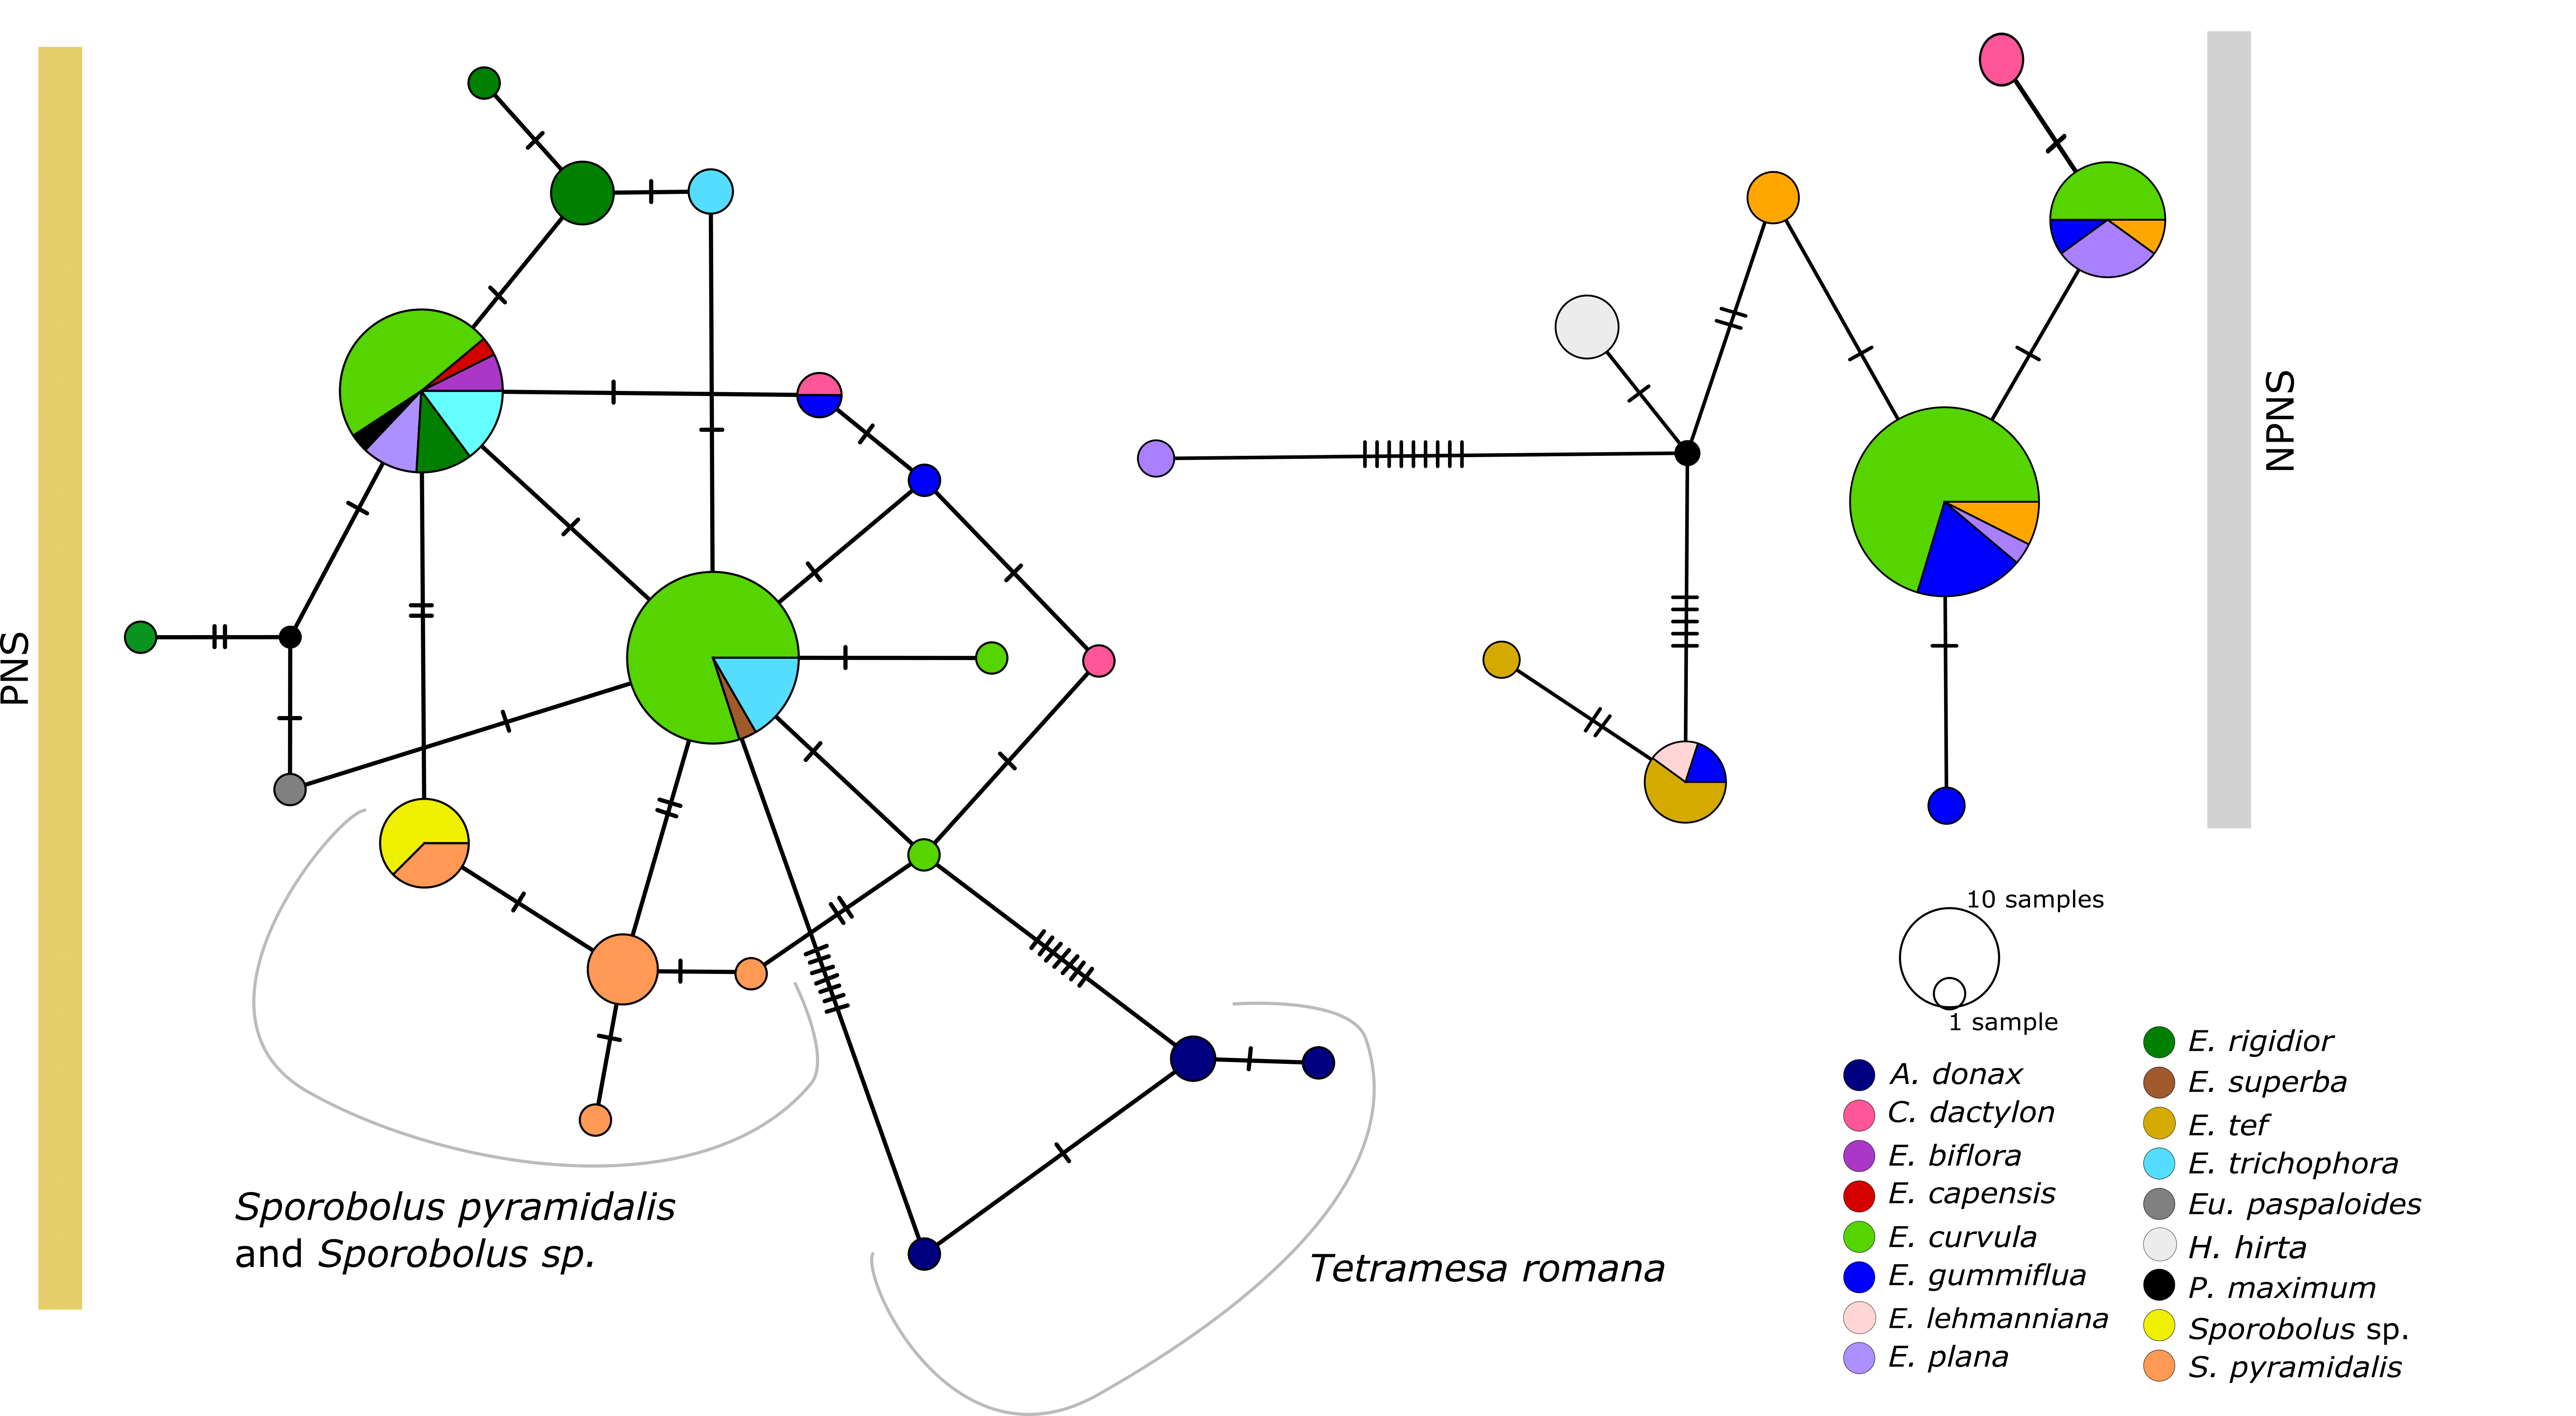 PNS
NPNS
10 samples
1 sample
Sporobolus pyramidalis
and Sporobolus sp.
Tetramesa romana
A. donax
C. dactylon
E. biflora
E. capensis
E. curvula
E. gummiflua
E. lehmanniana
E. plana
E. rigidior
E. superba
E. tef
E. trichophora
Eu. paspaloides
H. hirta
P. maximum
Sporobolus sp.
S. pyramidalis